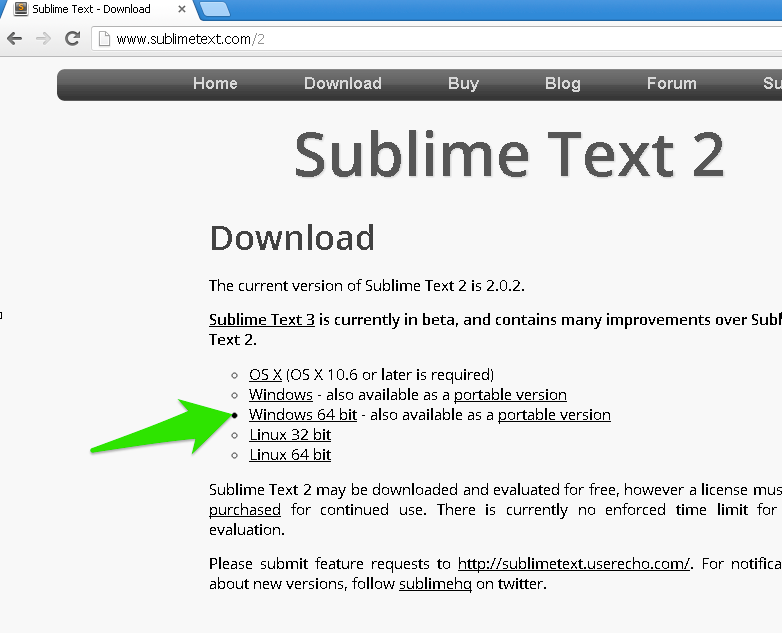 Sublime Text - Download
www.sublimetext.com/2
Home Download Buy Blog Forum
Sublime Text 2
Download
The current version of Sublime Text 2 is 2.0.2.
Sublime Text 3 is currently in beta, and contains many improvements over
Text 2.
OS X (OS X 10.6 or later is required)
Windows - also available as a portable version
Windows 64 bit - also available as a portable version
Linux 32 bit
Linux 64 bit
Sublime Text 2 may be downloaded and evaluated for free, however a license
purchased for continued use. There is currently no enforced time limit for
evaluation.
Please submit feature requests to http://sublimetext.userecho.com/. For
about new versions, follow sublimehq on twitter.